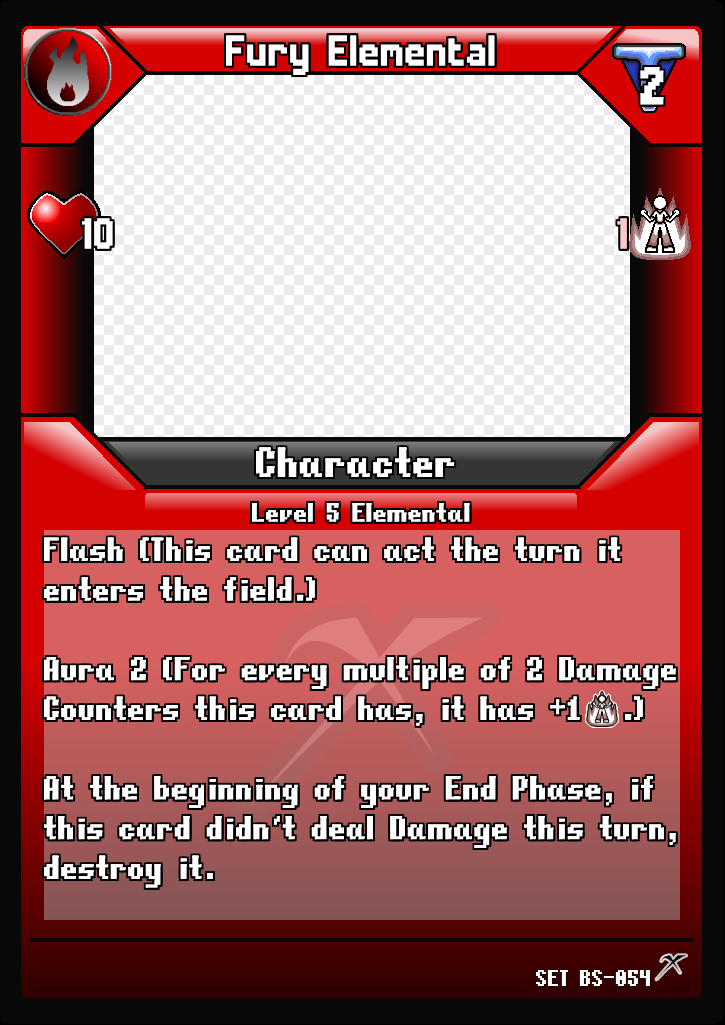 Fury Elemental
2
10
1
Character
Level 5 Elemental
Flash (This card can act the turn it
enters the field.)
Aura 2 (For every multiple of 2 Damage
Counters this card has, it has +1.)
At the beginning of your End Phase, if
this card didn't deal Damage this turn,
destroy it.
SET BS-054